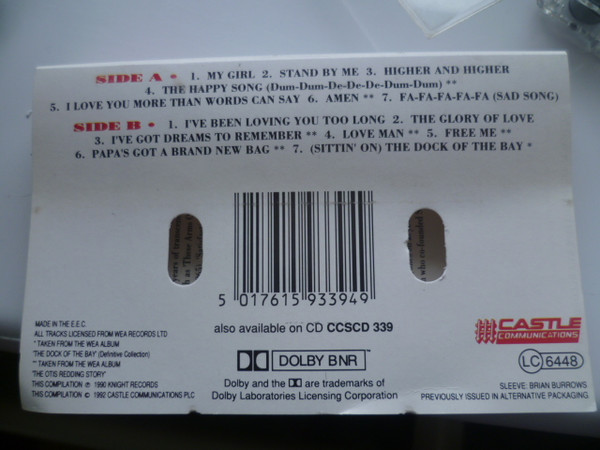 SIDE A * 1. MY GIRL 2. STAND BY ME 3. HIGHER AND HIGHER
4. THE HAPPY SONG (Dum-Dum-De-De-De-Dum-Dum) **
5. I LOVE YOU MORE THAN WORDS CAN SAY 6. AMEN ** 7. FA-FA-FA-FA-FA (SAD SONG)
SIDE B * 1. I'VE BEEN LOVING YOU TOO LONG 2. THE GLORY OF LOVE
3. I'VE GOT DREAMS TO REMEMBER ** 4. LOVE MAN ** 5. FREE ME **
6. PAPA'S GOT A BRAND NEW BAG ** 7. (SITTIN' ON) THE DOCK OF THE BAY *
5 017615 933949
also available on CD CCSCD 339
DOLBY B NR
Dolby and the DD are trademarks of
Dolby Laboratories Licensing Corporation
MADE IN THE E.E.C.
ALL TRACKS LICENSED FROM WEA RECORDS LTD
* TAKEN FROM THE WEA ALBUM
'THE DOCK OF THE BAY' (Definitive Collection)
** TAKEN FROM THE WEA ALBUM
'THE OTIS REDDING STORY'
THIS COMPILATION ℗ 1990 KNIGHT RECORDS
THIS COMPILATION © 1992 CASTLE COMMUNICATIONS PLC
CASTLE
COMMUNICATIONS
LC 6448
SLEEVE: BRIAN BURROWS
PREVIOUSLY ISSUED IN ALTERNATIVE PACKAGING